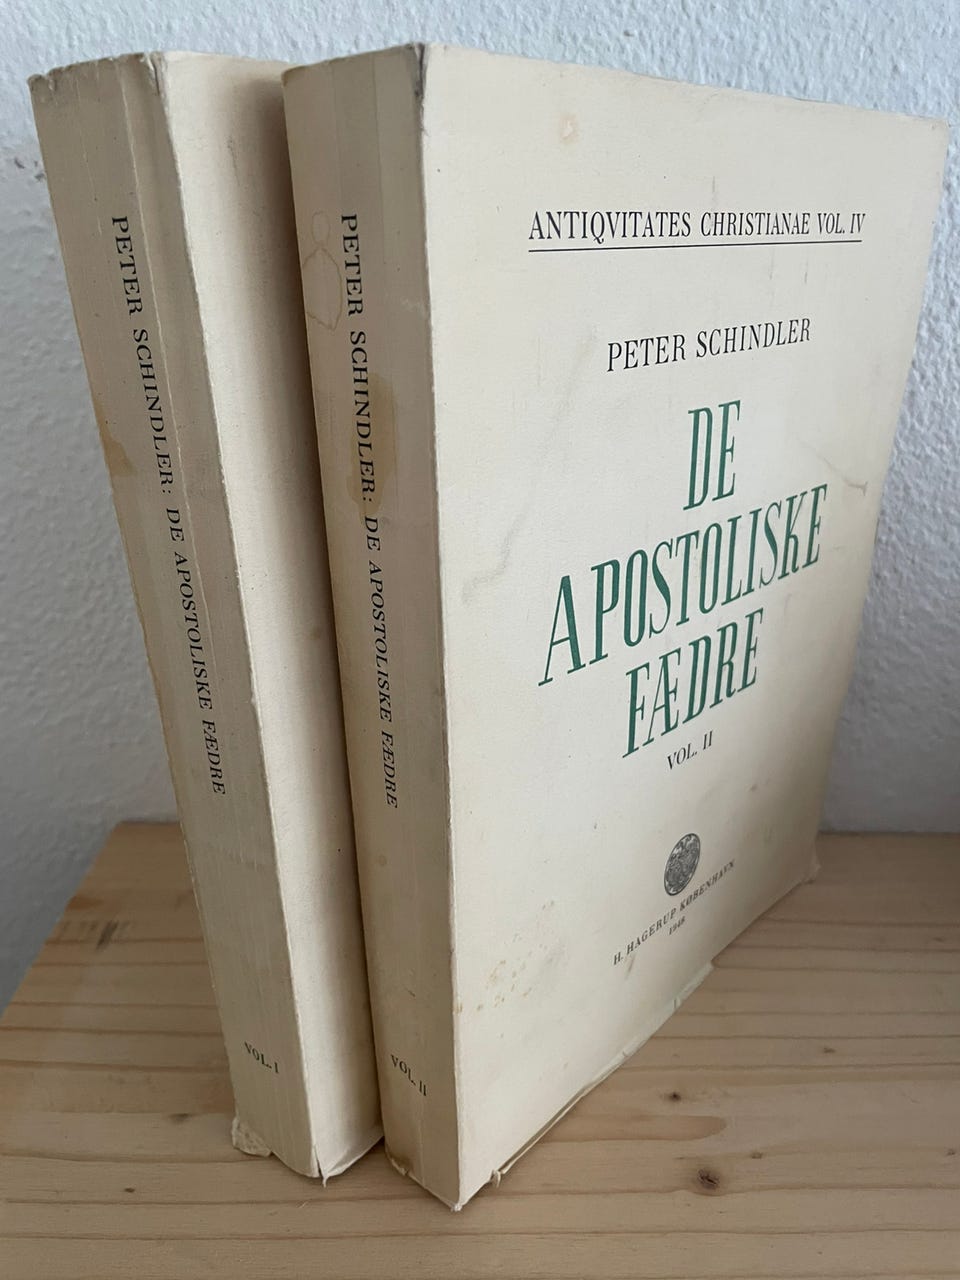 PETER SCHINDLER: DE APOSTOLISKE FÆDRE
VOL. I
PETER SCHINDLER: DE APOSTOLISKE FÆDRE
VOL. II
ANTIQVITATES CHRISTIANAE VOL. IV
PETER SCHINDLER
DE
APOSTOLISKE
FÆDRE
VOL. II
H. HAGERUP KØBENHAVN
1948